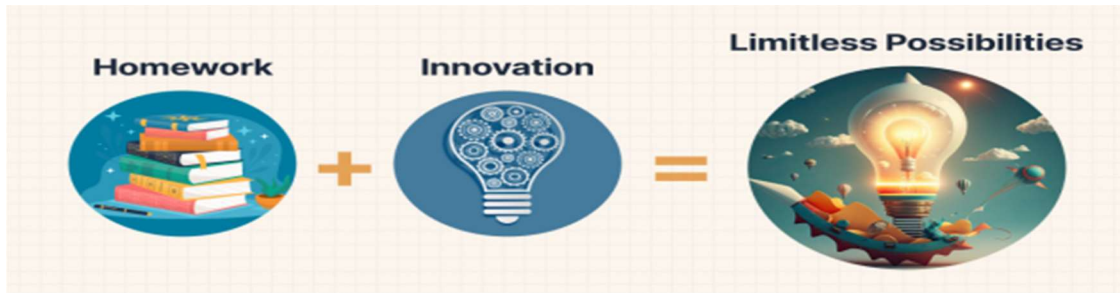 Homework
Innovation
Limitless Possibilities
+
=